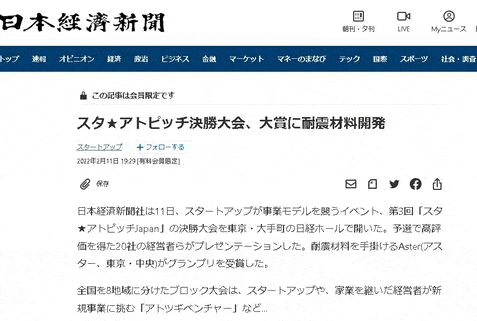 日本経済新聞
朝刊・夕刊
LIVE
Myニュース
トップ 速報 オピニオン 経済 政治 ビジネス 金融 マーケット マネーのまなび テック 国際 スポーツ 社会・調査
この記事は会員限定です
スタ★アトピッチ決勝大会、大賞に耐震材料開発
スタートアップ +フォローする
2022年2月11日 19:29 [有料会員限定]
保存
日本経済新聞社は11日、スタートアップが事業モデルを競うイベント、第3回「スタ
★アトピッチJapan」の決勝大会を東京・大手町の日経ホールで開いた。予選で高評
価を得た20社の経営者らがプレゼンテーションした。耐震材料を手掛けるAster(ア
スター、東京・中央)がグランプリを受賞した。
全国を8地域に分けたブロック大会は、スタートアップや、家業を継いだ経営者が新
規事業に挑む「アトツギベンチャー」など...